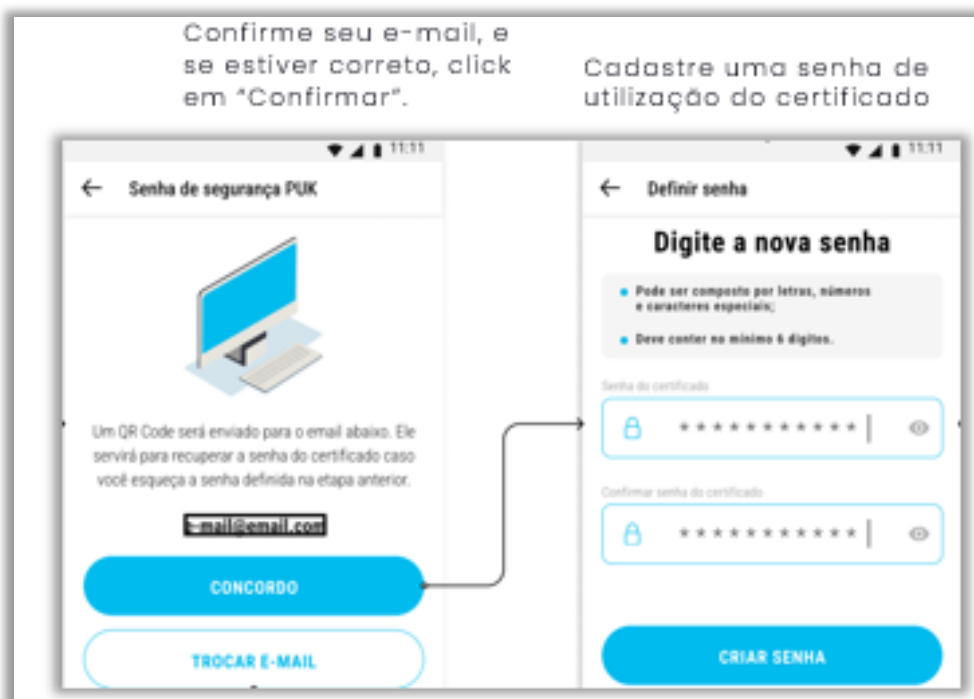 Confirme seu e-mail, e
se estiver correto, click
em "Confirmar".
11:11
Senha de segurança PUK
Um QR Code será enviado para o email abaixo. Ele
servirá para recuperar a senha do certificado caso
você esqueça a senha definida na etapa anterior.
e-mail@email.com
CONCORDO
TROCAR E-MAIL
Cadastre uma senha de
utilização do certificado
11:11
Definir senha
Digite a nova senha
Pode ser composto por letras, números
e caracteres especiais;
Deve conter no mínimo 6 digitos.
Senha do certificado
* * * * * * * * * * *
Confirmar senha do certificado
* * * * * * * * * * *
CRIAR SENHA